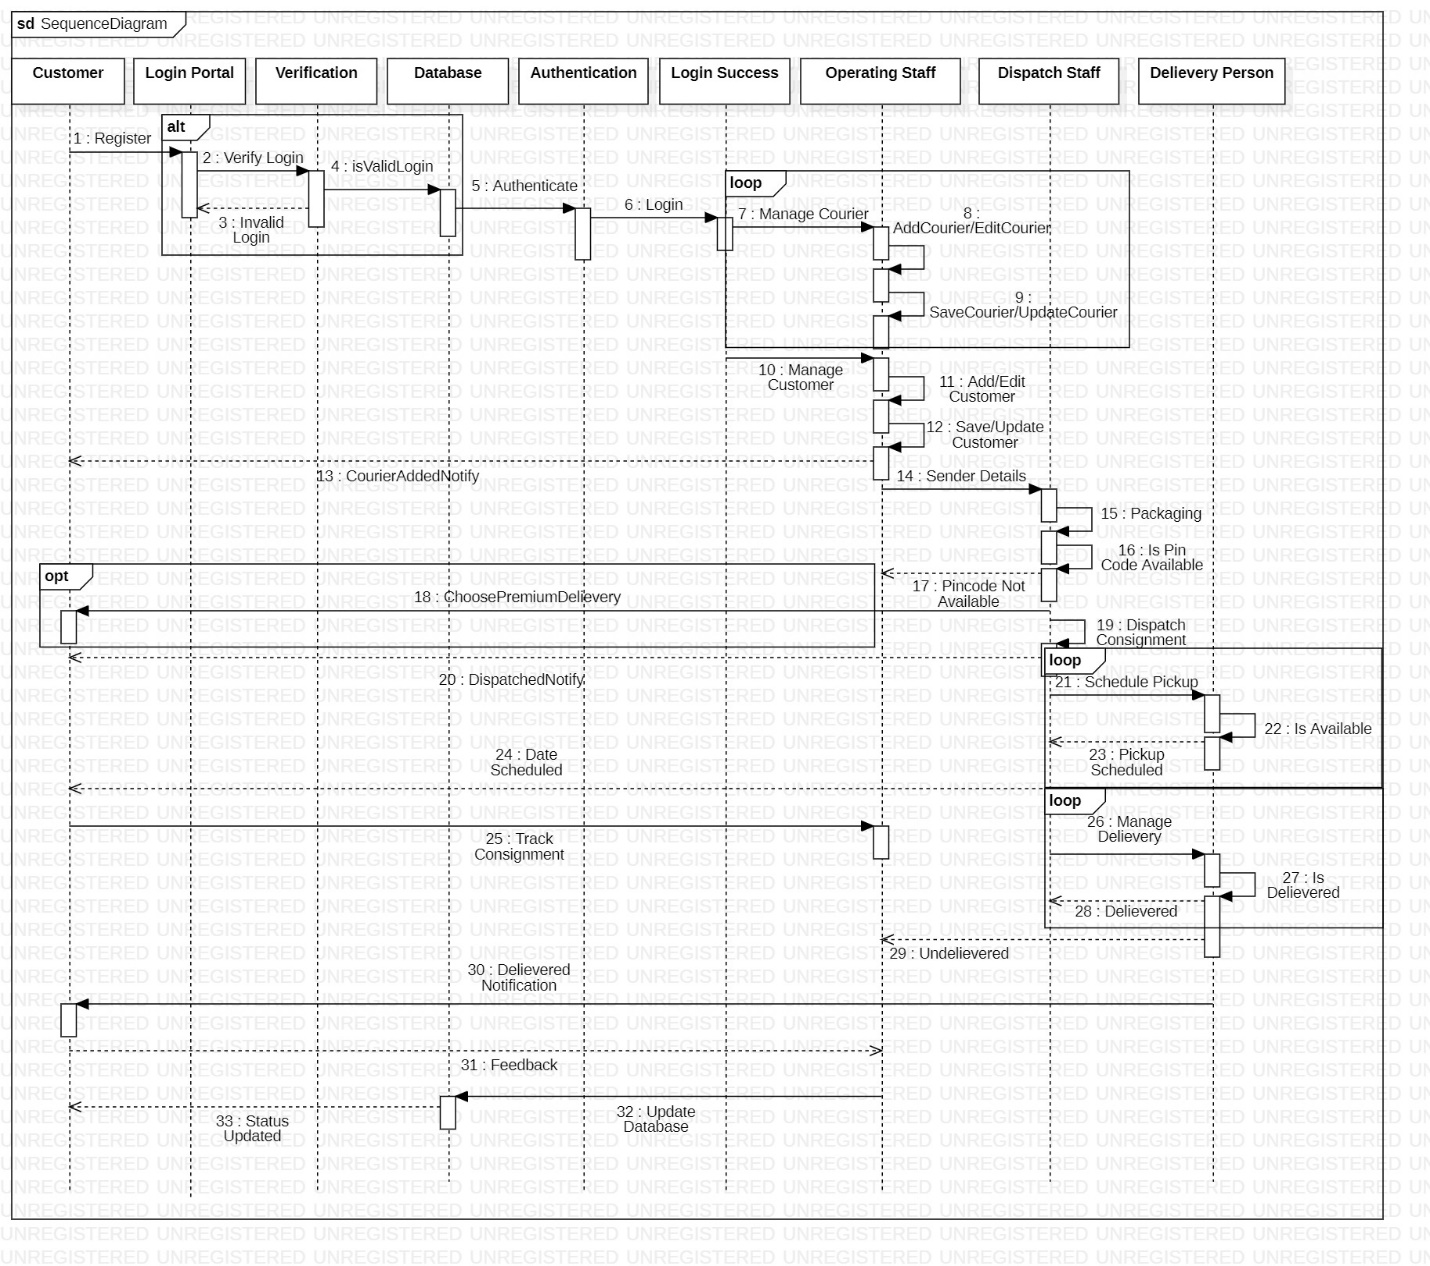 sd SequenceDiagram
Customer
Login Portal
Verification
Database
Authentication
Login Success
Operating Staff
Dispatch Staff
Delievery Person
alt
1 : Register
2 : Verify Login
4 : isValidLogin
3 : Invalid
Login
5 : Authenticate
6 : Login
loop
7 : Manage Courier
8 :
AddCourier/EditCourier
9 :
SaveCourier/UpdateCourier
10 : Manage
Customer
11 : Add/Edit
Customer
12 : Save/Update
Customer
13 : CourierAddedNotify
14 : Sender Details
15 : Packaging
16 : Is Pin
Code Available
17 : Pincode Not
Available
opt
18 : ChoosePremiumDelievery
19 : Dispatch
Consignment
20 : DispatchedNotify
loop
21 : Schedule Pickup
22 : Is Available
23 : Pickup
Scheduled
24 : Date
Scheduled
loop
25 : Track
Consignment
26 : Manage
Delievery
27 : Is
Delievered
28 : Delievered
29 : Undelievered
30 : Delievered
Notification
31 : Feedback
32 : Update
Database
33 : Status
Updated
UNREGISTERED